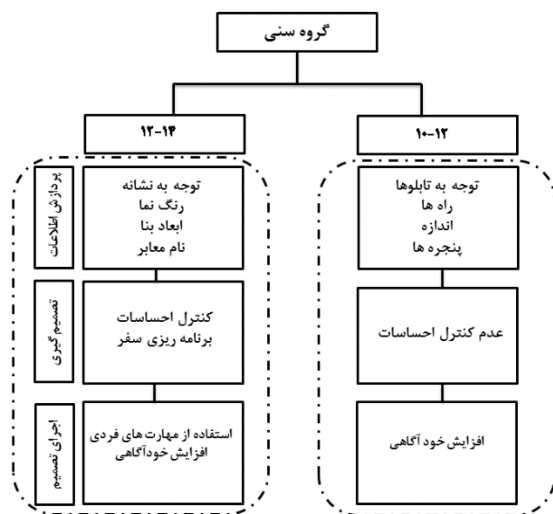 گروه سنی
۱۰-۱۲
توجه به تابلوها
راه ها
اندازه
پنجره ها
عدم کنترل احساسات
افزایش خودآگاهی
۱۲-۱۴
توجه به نشانه
رنگ نما
ابعاد بنا
نام معابر
کنترل احساسات
برنامه ریزی سفر
استفاده از مهارت های فردی
افزایش خودآگاهی
پردازش اطلاعات
تصمیم گیری
اجرای تصمیم